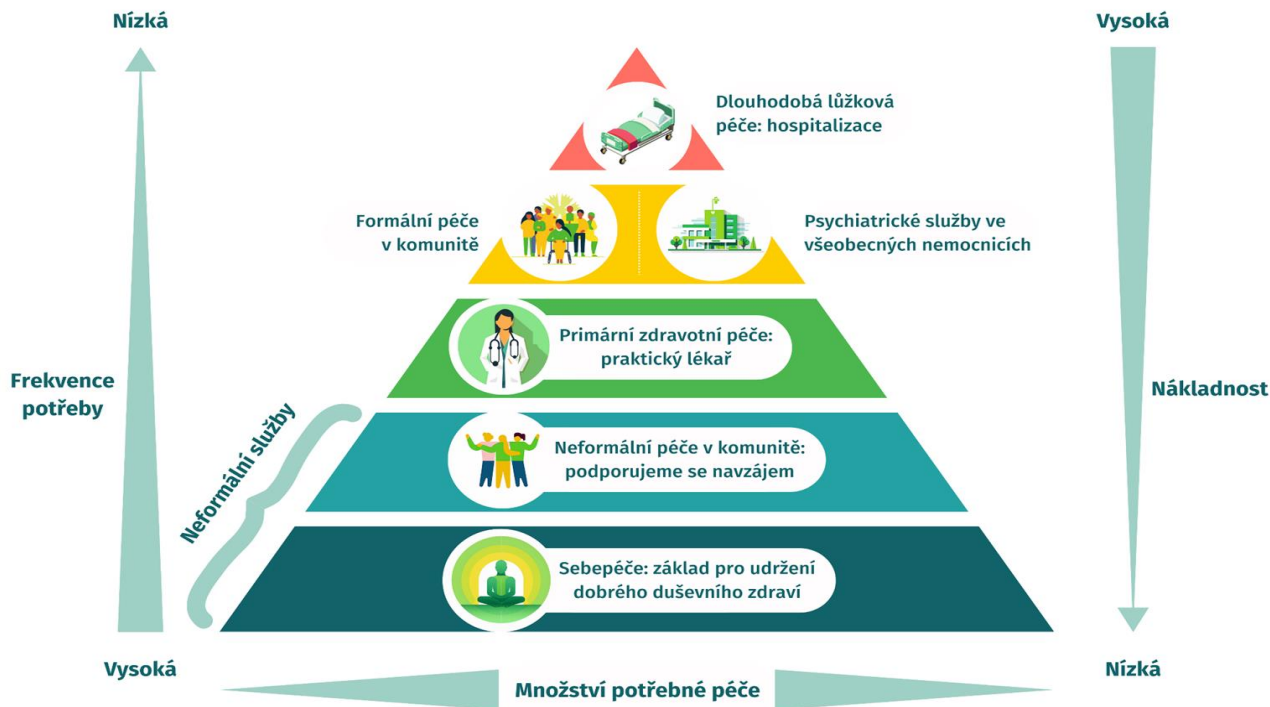 Nízká
Vysoká
Dlouhodobá lůžková
péče: hospitalizace
Formální péče
v komunitě
Psychiatrické služby ve
všeobecných nemocnicích
Primární zdravotní péče:
praktický lékař
Frekvence
potřeby
Nákladnost
Neformální služby
Neformální péče v komunitě:
podporujeme se navzájem
Sebepéče: základ pro udržení
dobrého duševního zdraví
Vysoká
Nízká
Množství potřebné péče